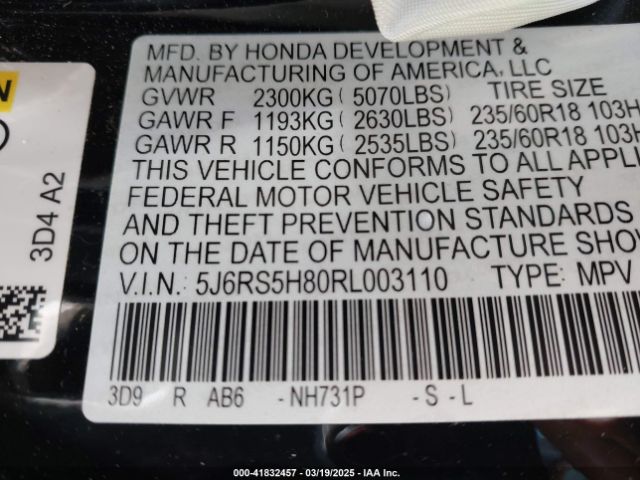 MFD. BY HONDA DEVELOPMENT &
MANUFACTURING OF AMERICA, LLC
GVWR 2300KG ( 5070LBS) TIRE SIZE
GAWR F 1193KG ( 2630LBS) 235/60R18 103H
GAWR R 1150KG ( 2535LBS) 235/60R18 103H
THIS VEHICLE CONFORMS TO ALL APPLI
FEDERAL MOTOR VEHICLE SAFETY
AND THEFT PREVENTION STANDARDS
ON THE DATE OF MANUFACTURE SHOW
V.I.N.: 5J6RS5H80RL003110 TYPE: MPV
3D9 R AB6 -NH731P -S-L
3D4 A2
000-41832457 - 03/19/2025 - IAA Inc.